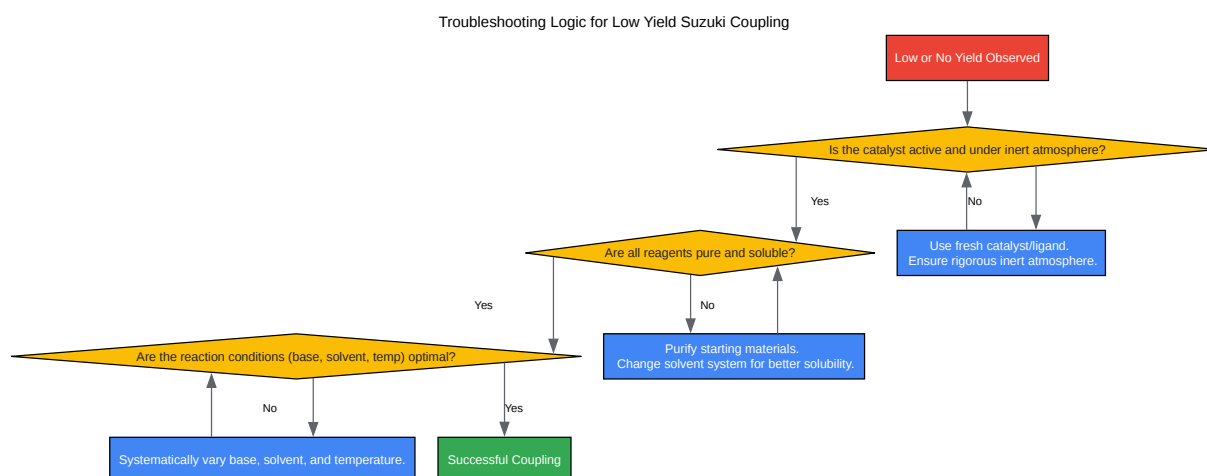 Troubleshooting Logic for Low Yield Suzuki Coupling
Low or No Yield Observed
Is the catalyst active and under inert atmosphere?
Yes
No
Use fresh catalyst/ligand.
Ensure rigorous inert atmosphere.
Are all reagents pure and soluble?
Yes
No
Purify starting materials.
Change solvent system for better solubility.
Are the reaction conditions (base, solvent, temp) optimal?
No
Yes
Systematically vary base, solvent, and temperature.
Successful Coupling